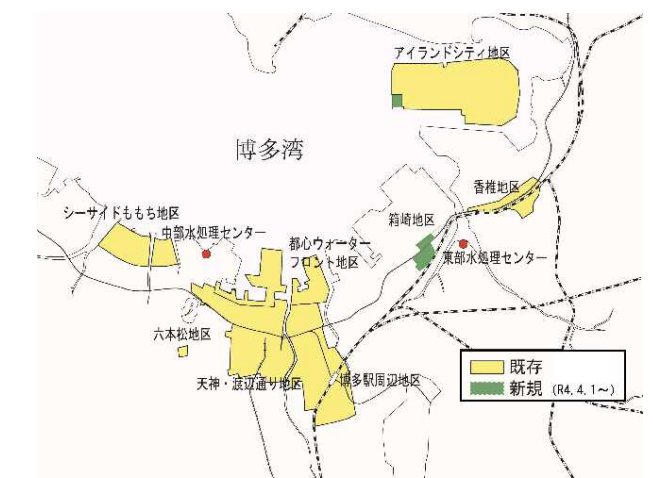 アイランドシティ地区
博多湾
香椎地区
シーサイドももち地区
箱崎地区
中部水処理センター
都心ウォーター
フロント地区
東部水処理センター
六本松地区
天神・渡辺通り地区
博多駅周辺地区
既存
新規 (R4.4.1~)